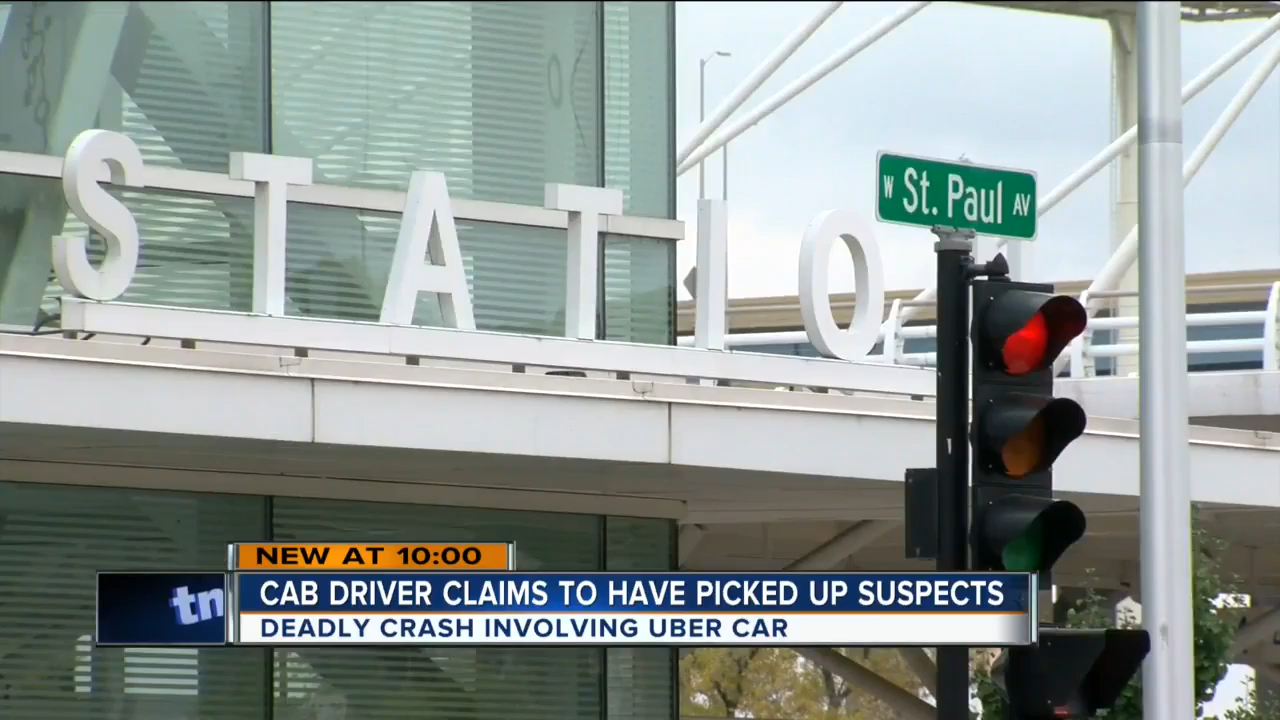 STATIO
W St. Paul AV
NEW AT 10:00
tn
CAB DRIVER CLAIMS TO HAVE PICKED UP SUSPECTS
DEADLY CRASH INVOLVING UBER CAR